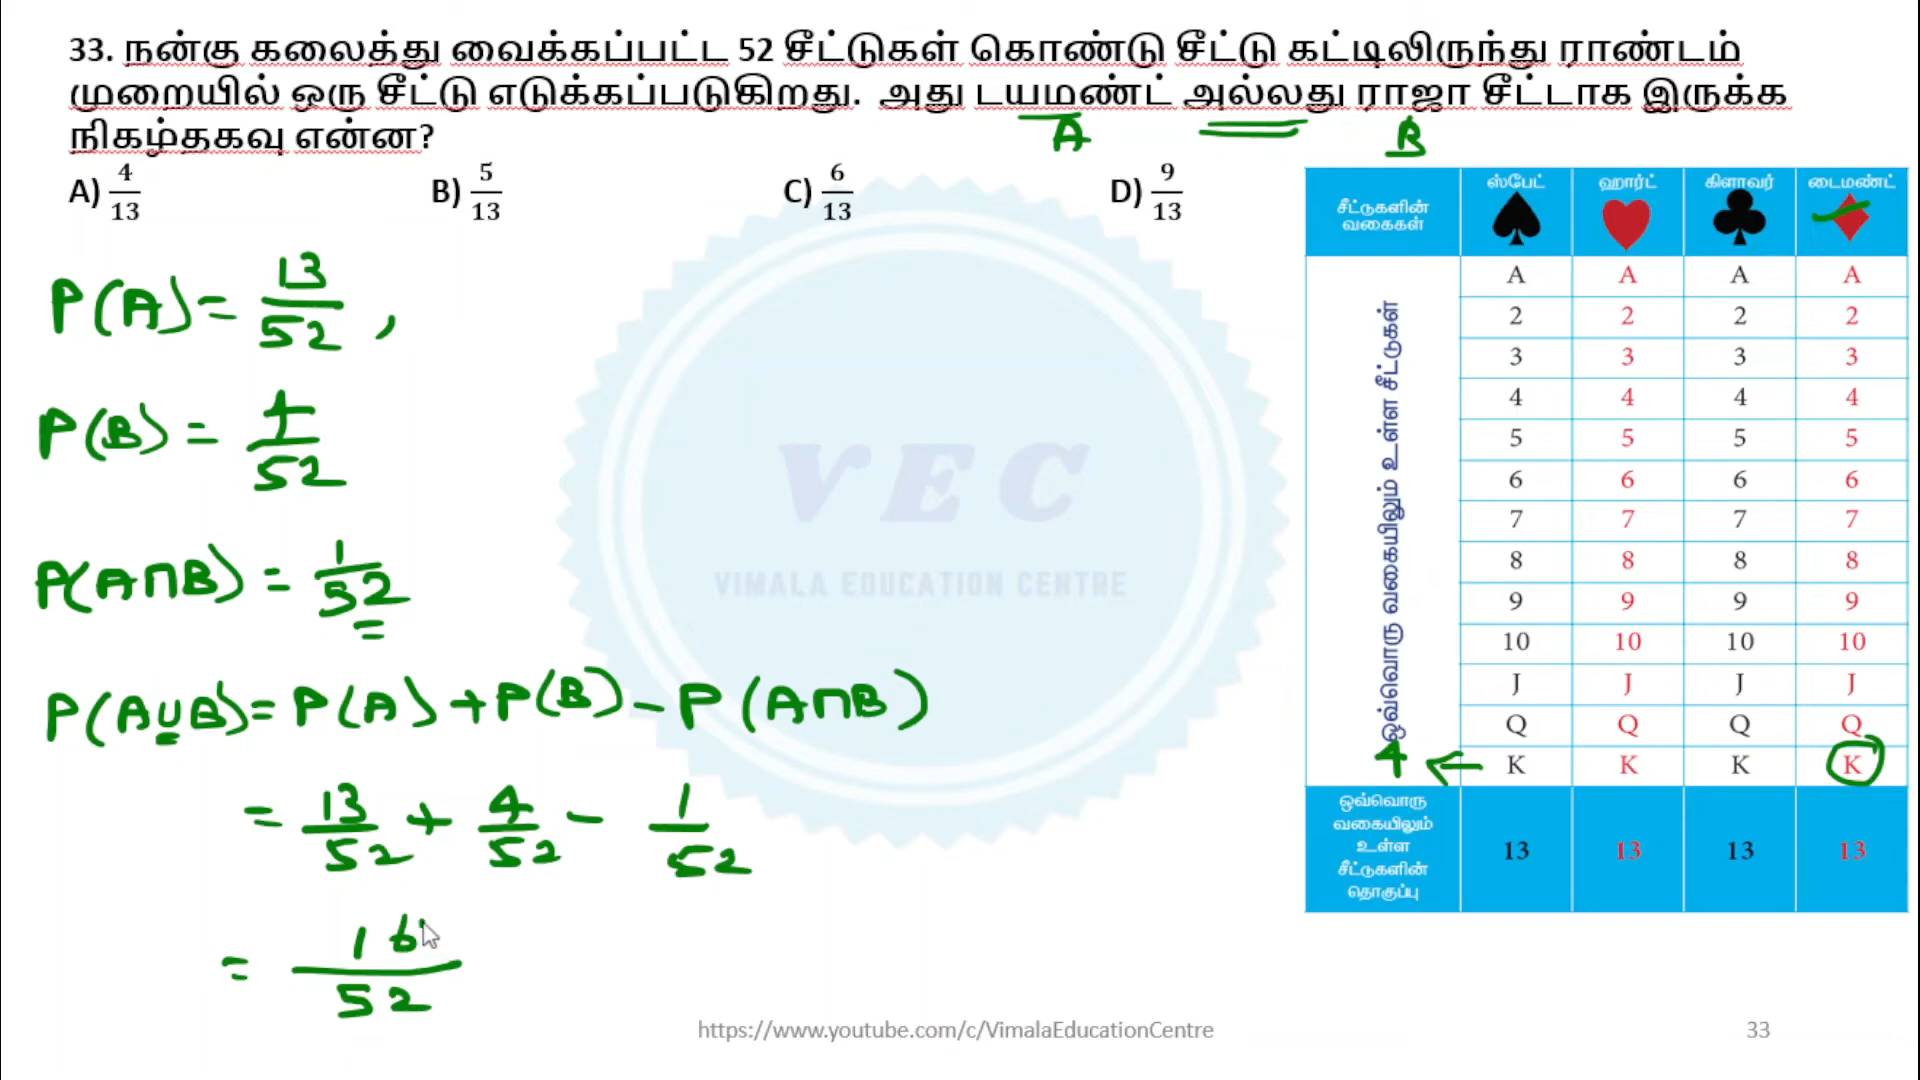 33. நன்கு கலைத்து வைக்கப்பட்ட 52 சீட்டுகள் கொண்டு சீட்டு கட்டிலிருந்து ராண்டம்
முறையில் ஒரு சீட்டு எடுக்கப்படுகிறது. அது டயமண்ட் அல்லது ராஜா சீட்டாக இருக்க
நிகழ்தகவு என்ன?
A B
A) 4/13 B) 5/13 C) 6/13 D) 9/13
P(A) = 13/52 ,
P(B) = 4/52
P(A∩B) = 1/52
P(A∪B) = P(A) + P(B) - P(A∩B)
= 13/52 + 4/52 - 1/52
= 16/52
சீட்டுகளின் வகைகள் ஸ்பேட் ஹார்ட் கிளாவர் டைமண்ட்
ஒவ்வொரு வகையிலும் உள்ள சீட்டுகள்
A A A A
2 2 2 2
3 3 3 3
4 4 4 4
5 5 5 5
6 6 6 6
7 7 7 7
8 8 8 8
9 9 9 9
10 10 10 10
J J J J
Q Q Q Q
4 ← K K K K
ஒவ்வொரு வகையிலும் உள்ள சீட்டுகளின் தொகுப்பு 13 13 13 13
VEC
VIMALA EDUCATION CENTRE
https://www.youtube.com/c/VimalaEducationCentre 33